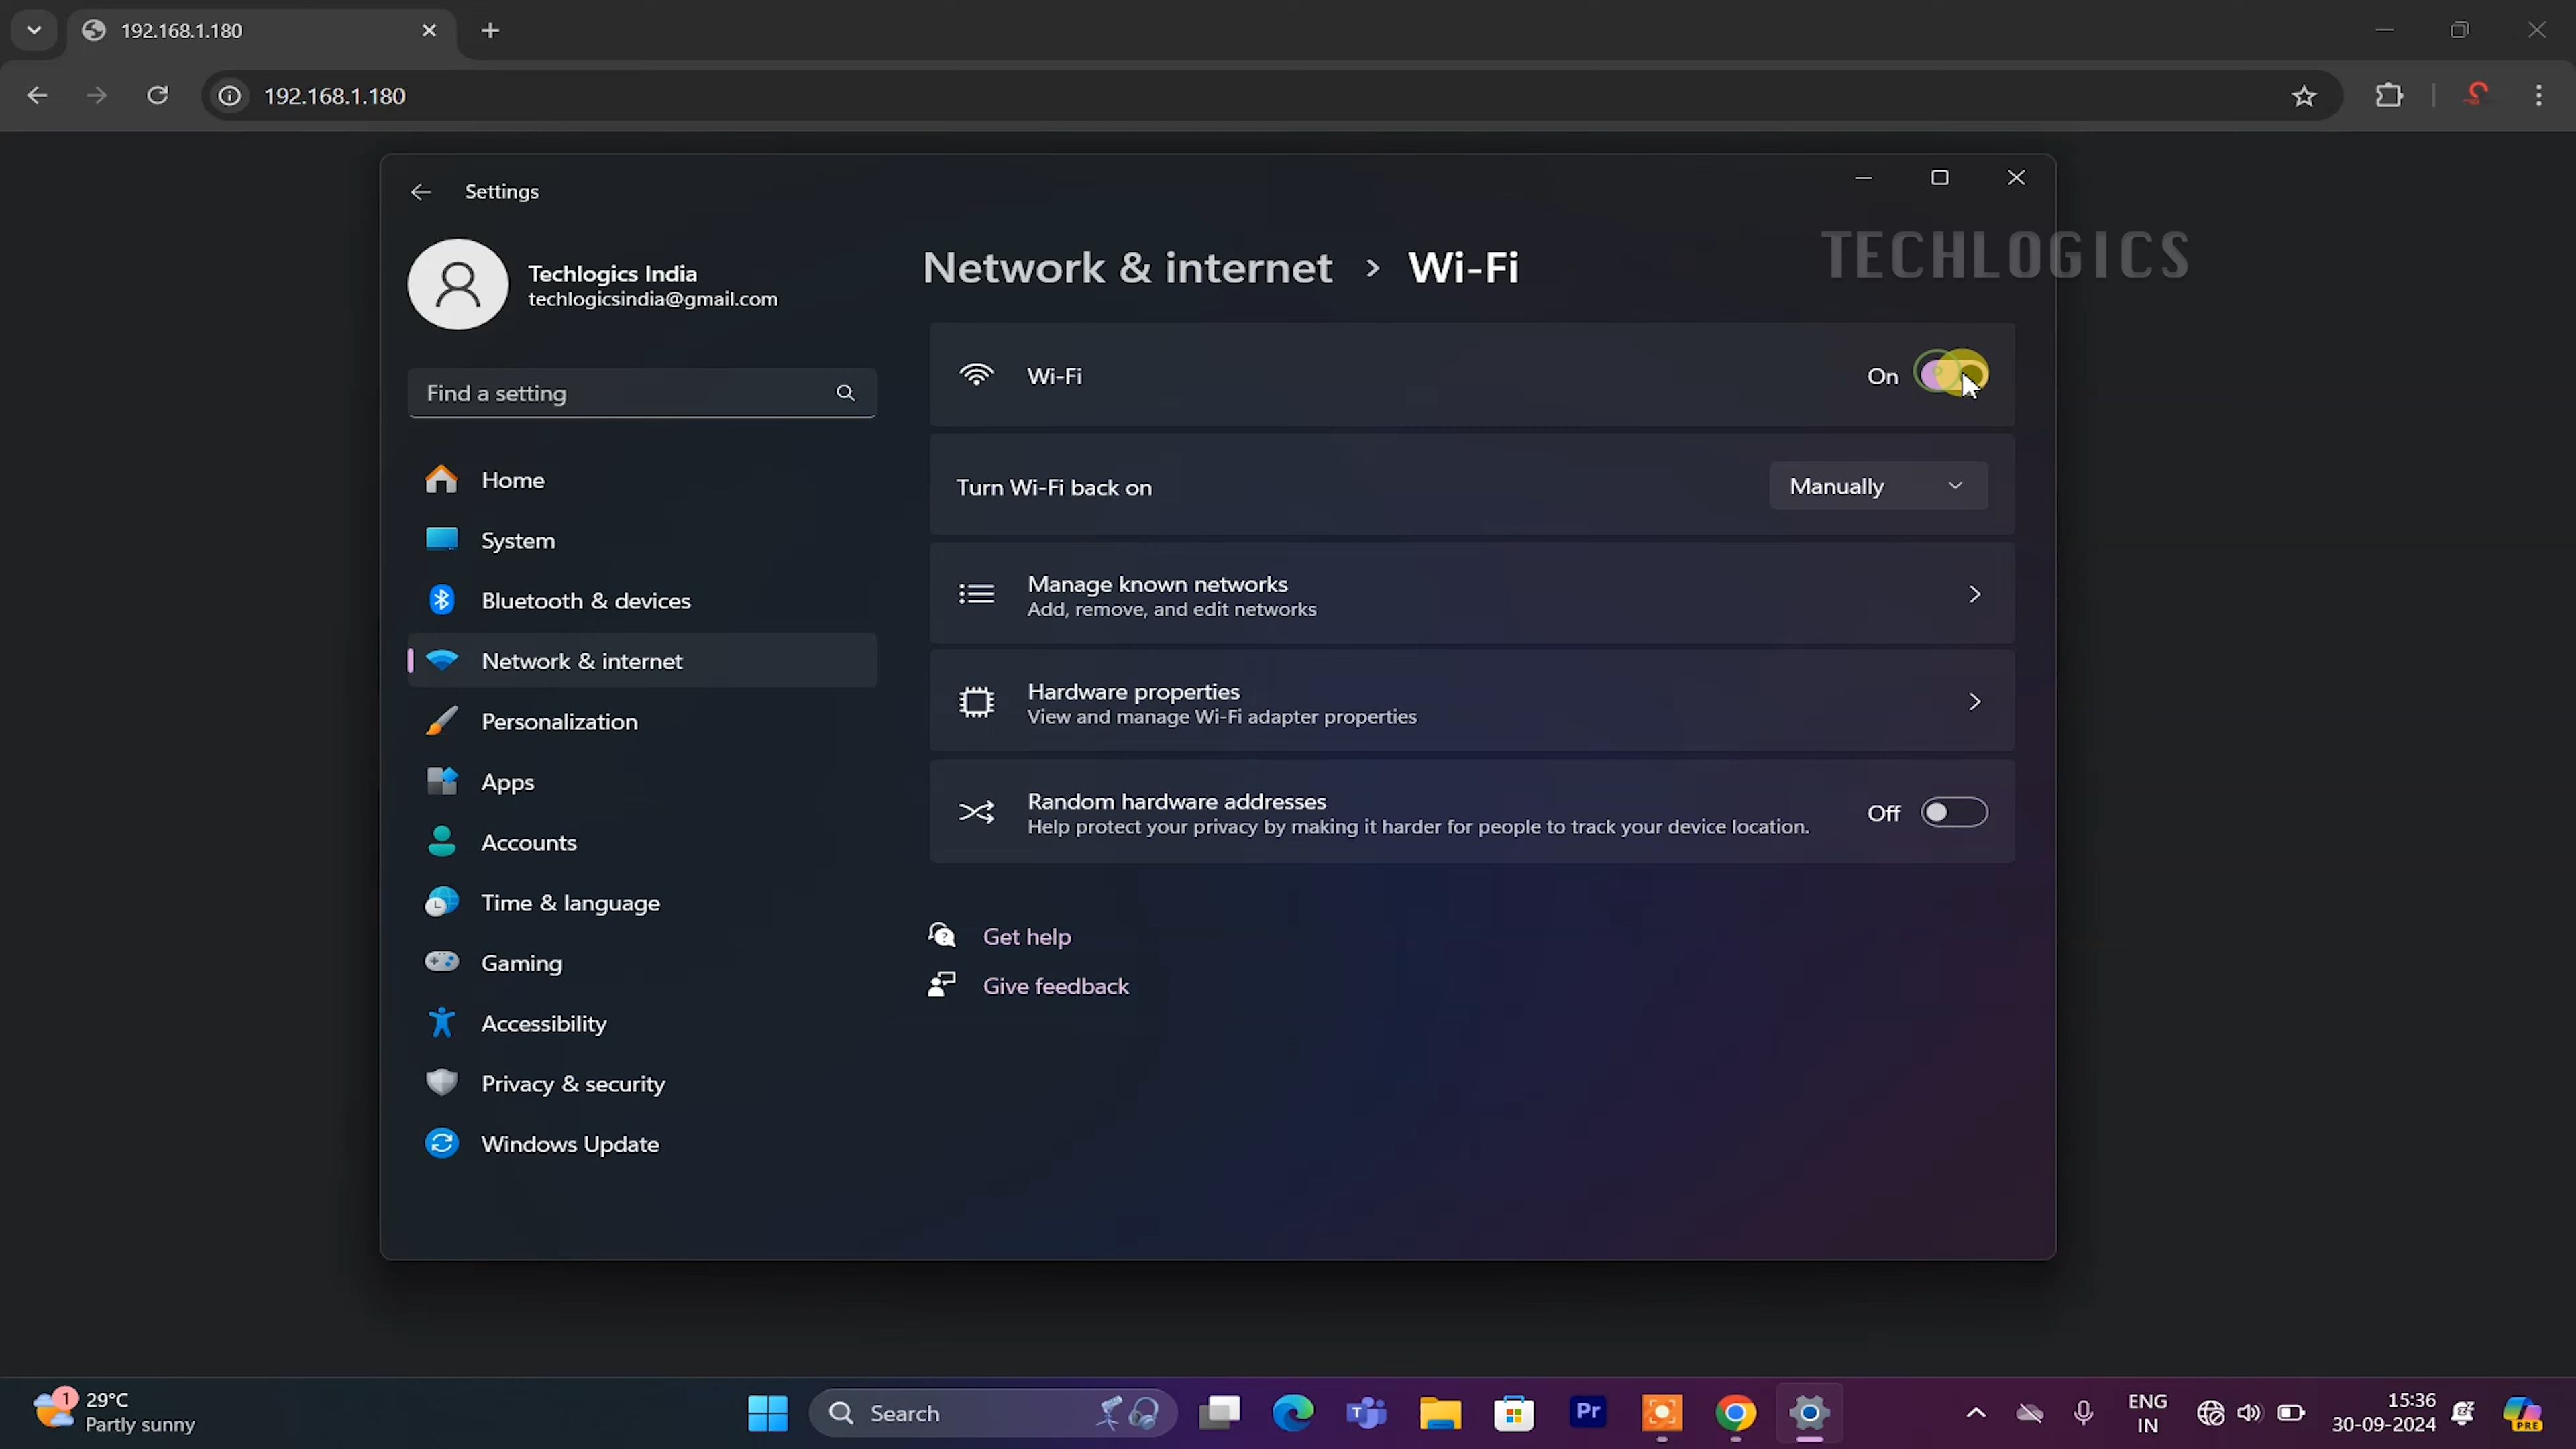 192.168.1.180
192.168.1.180
Settings
TECHLOGICS
Techlogics India
techlogicsindia@gmail.com
Network & internet > Wi-Fi
Find a setting
Wi-Fi
On
Home
Turn Wi-Fi back on
Manually
System
Bluetooth & devices
Manage known networks
Add, remove, and edit networks
Network & internet
Hardware properties
View and manage Wi-Fi adapter properties
Personalization
Apps
Random hardware addresses
Help protect your privacy by making it harder for people to track your device location.
Off
Accounts
Time & language
Get help
Gaming
Give feedback
Accessibility
Privacy & security
Windows Update
1
29°C
Partly sunny
Search
Pr
ENG
IN
15:36
30-09-2024
PRE